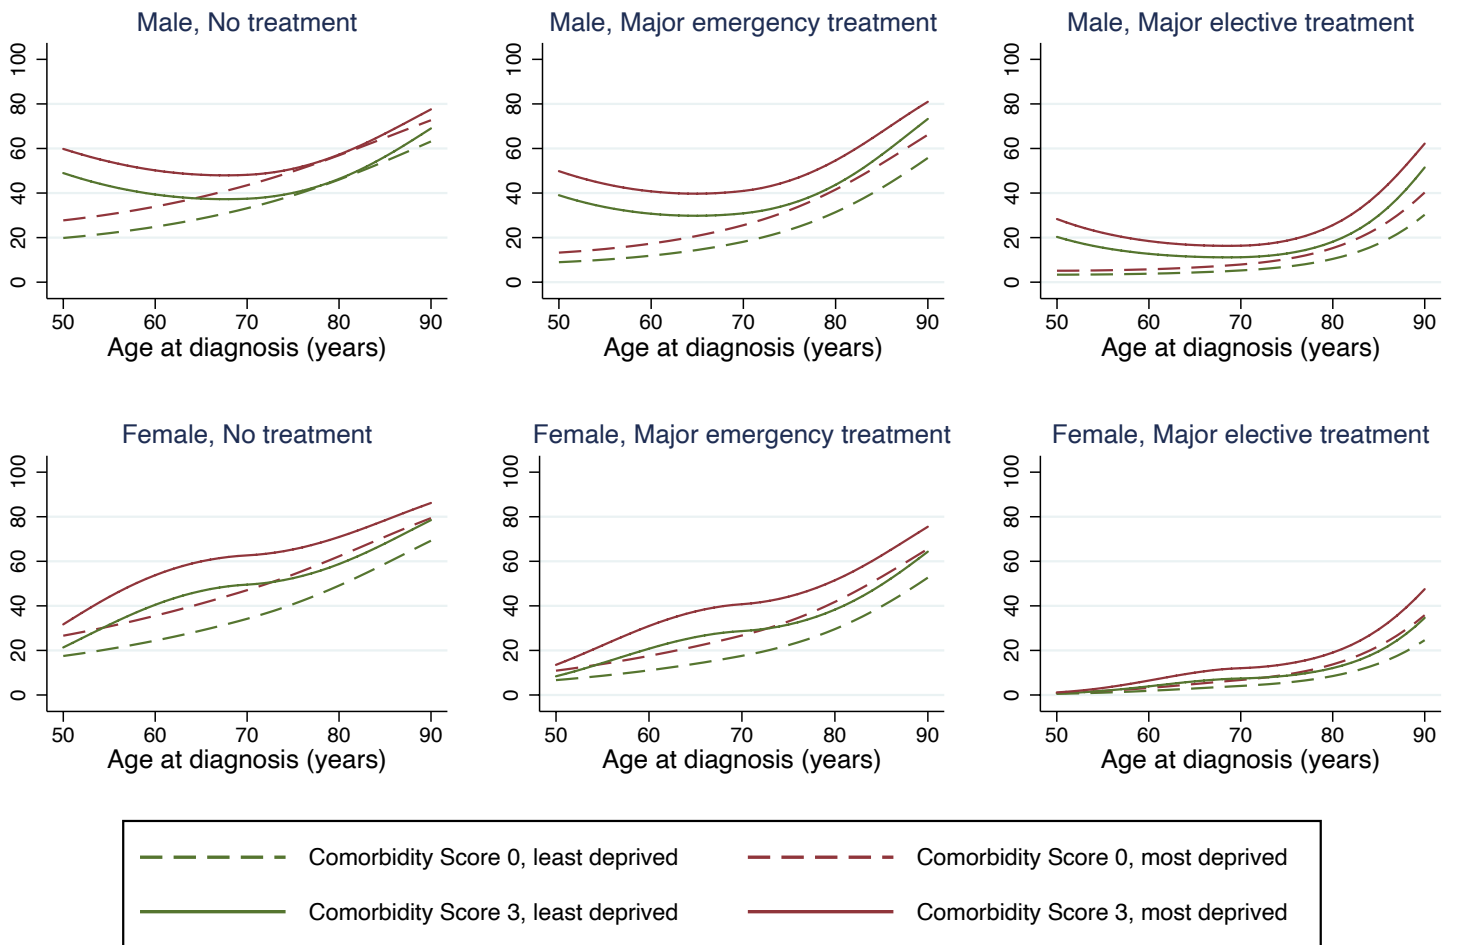 Male, No treatment
Male, Major emergency treatment
Male, Major elective treatment
100
80
60
40
20
0
50 60 70 80 90
Age at diagnosis (years)
100
80
60
40
20
0
50 60 70 80 90
Age at diagnosis (years)
100
80
60
40
20
0
50 60 70 80 90
Age at diagnosis (years)
Female, No treatment
Female, Major emergency treatment
Female, Major elective treatment
100
80
60
40
20
0
50 60 70 80 90
Age at diagnosis (years)
100
80
60
40
20
0
50 60 70 80 90
Age at diagnosis (years)
100
80
60
40
20
0
50 60 70 80 90
Age at diagnosis (years)
Comorbidity Score 0, least deprived
Comorbidity Score 0, most deprived
Comorbidity Score 3, least deprived
Comorbidity Score 3, most deprived